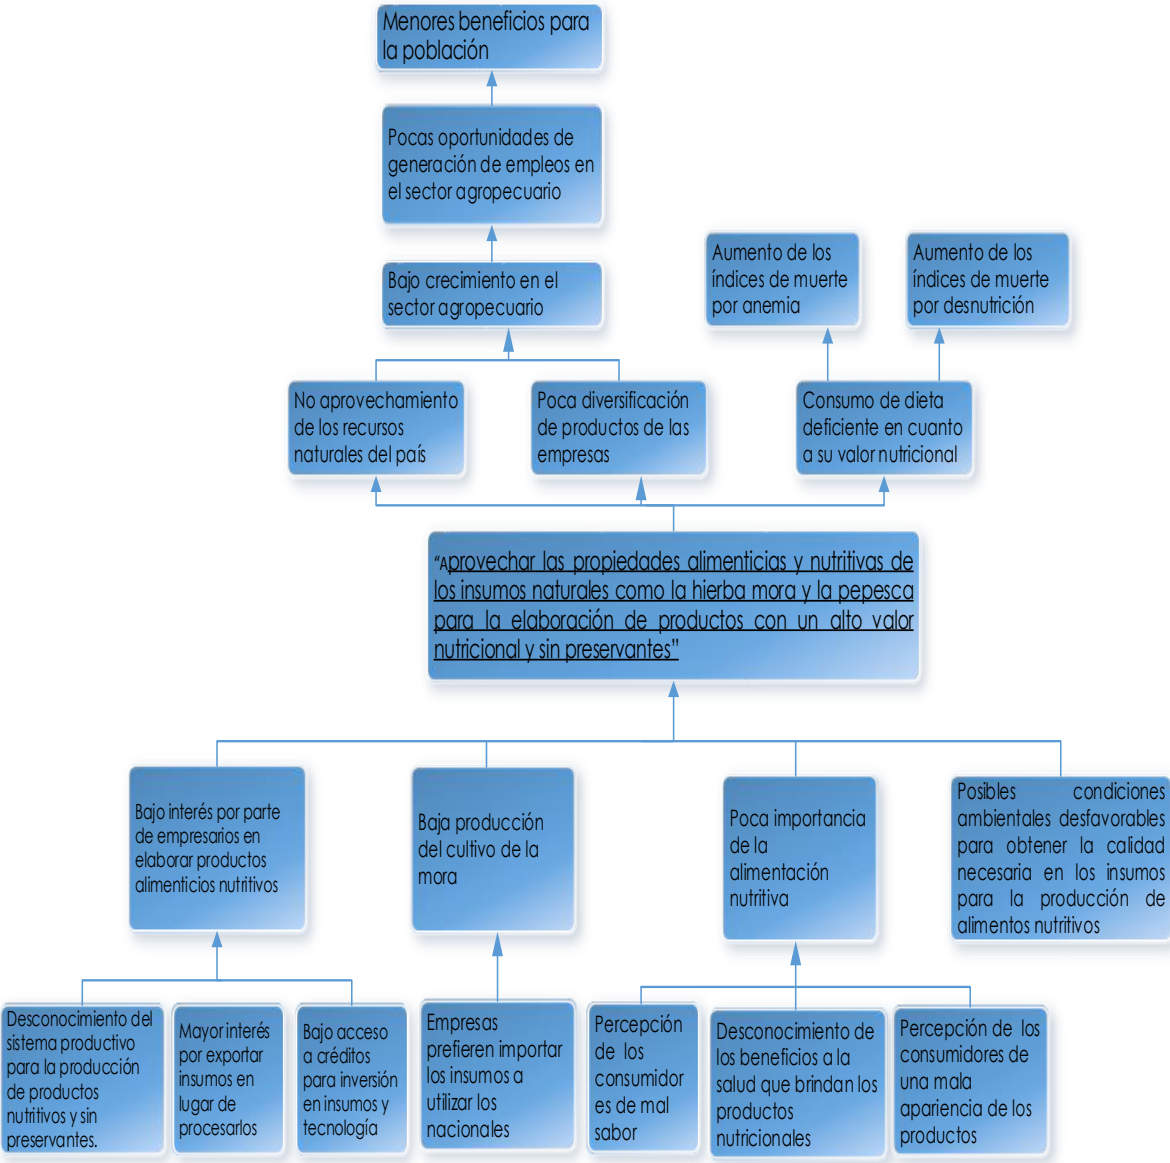 Menores beneficios para
la población
Pocas oportunidades de
generación de empleos en
el sector agropecuario
Bajo crecimiento en el
sector agropecuario
Aumento de los
índices de muerte
por anemia
Aumento de los
índices de muerte
por desnutrición
No aprovechamiento
de los recursos
naturales del país
Poca diversificación
de productos de las
empresas
Consumo de dieta
deficiente en cuanto
a su valor nutricional
“Aprovechar las propiedades alimenticias y nutritivas de
los insumos naturales como la hierba mora y la pepesca
para la elaboración de productos con un alto valor
nutricional y sin preservantes”
Bajo interés por parte
de empresarios en
elaborar productos
alimenticios nutritivos
Baja producción
del cultivo de la
mora
Poca importancia
de la
alimentación
nutritiva
Posibles condiciones
ambientales desfavorables
para obtener la calidad
necesaria en los insumos
para la producción de
alimentos nutritivos
Desconocimiento del
sistema productivo
para la producción
de productos
nutritivos y sin
preservantes.
Mayor interés
por exportar
insumos en
lugar de
procesarlos
Bajo acceso
a créditos
para inversión
en insumos y
tecnología
Empresas
prefieren importar
los insumos a
utilizar los
nacionales
Percepción
de los
consumidor
es de mal
sabor
Desconocimiento de
los beneficios a la
salud que brindan los
productos
nutricionales
Percepción de los
consumidores de
una mala
apariencia de los
productos